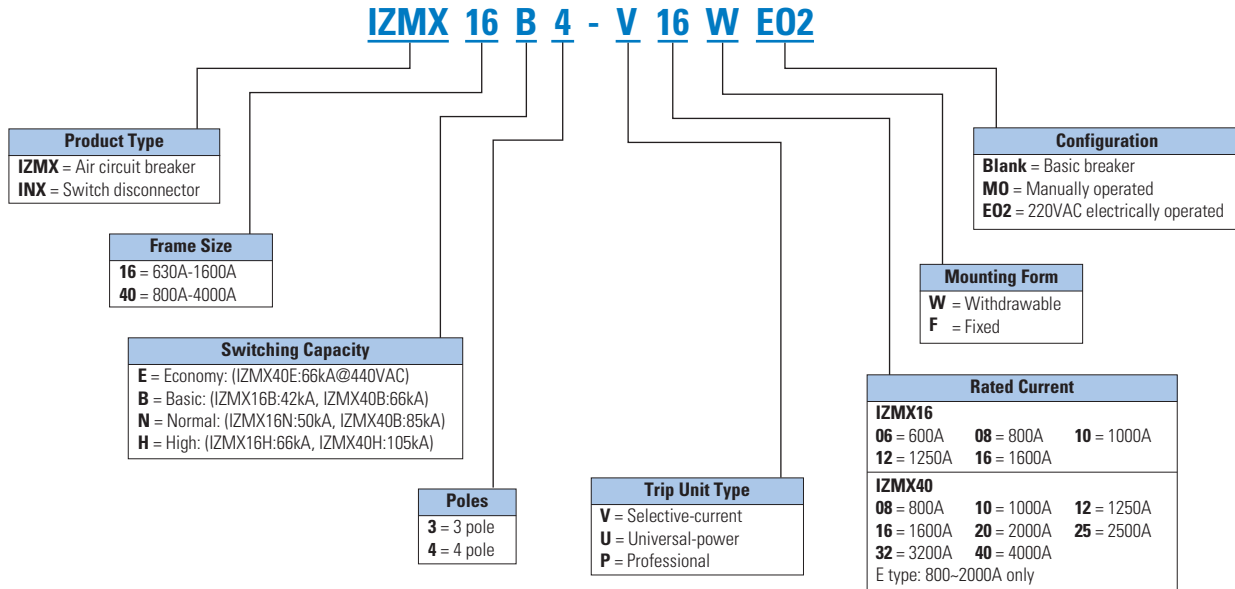 IZMX 16 B 4 - V 16 W EO2
Product Type
IZMX = Air circuit breaker
INX = Switch disconnector
Frame Size
16 = 630A-1600A
40 = 800A-4000A
Switching Capacity
E = Economy: (IZMX40E:66kA@440VAC)
B = Basic: (IZMX16B:42kA, IZMX40B:66kA)
N = Normal: (IZMX16N:50kA, IZMX40B:85kA)
H = High: (IZMX16H:66kA, IZMX40H:105kA)
Poles
3 = 3 pole
4 = 4 pole
Trip Unit Type
V = Selective-current
U = Universal-power
P = Professional
Rated Current
IZMX16
06 = 600A 08 = 800A 10 = 1000A
12 = 1250A 16 = 1600A
IZMX40
08 = 800A 10 = 1000A 12 = 1250A
16 = 1600A 20 = 2000A 25 = 2500A
32 = 3200A 40 = 4000A
E type: 800~2000A only
Mounting Form
W = Withdrawable
F = Fixed
Configuration
Blank = Basic breaker
MO = Manually operated
EO2 = 220VAC electrically operated